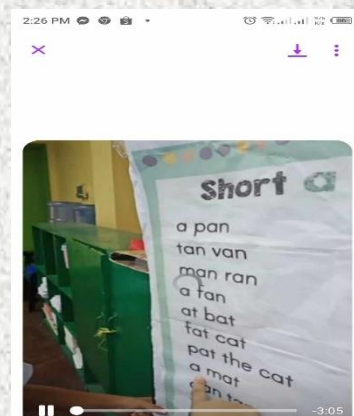 2:26 PM
Short a
a pan
tan van
man ran
a fan
at bat
fat cat
pat the cat
a mat
-3:05